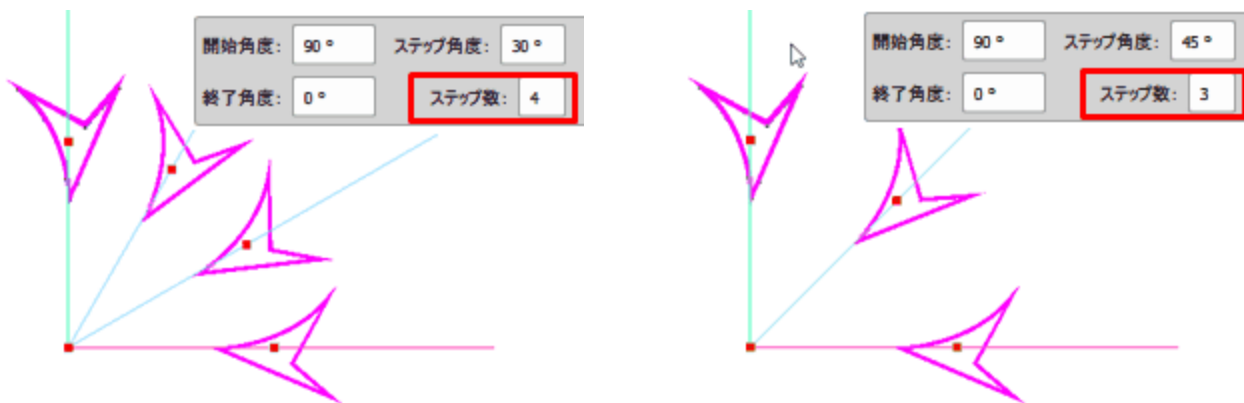 開始角度: 90 °  ステップ角度: 30 °
終了角度: 0 °  ステップ数: 4
開始角度: 90 °  ステップ角度: 45 °
終了角度: 0 °  ステップ数: 3